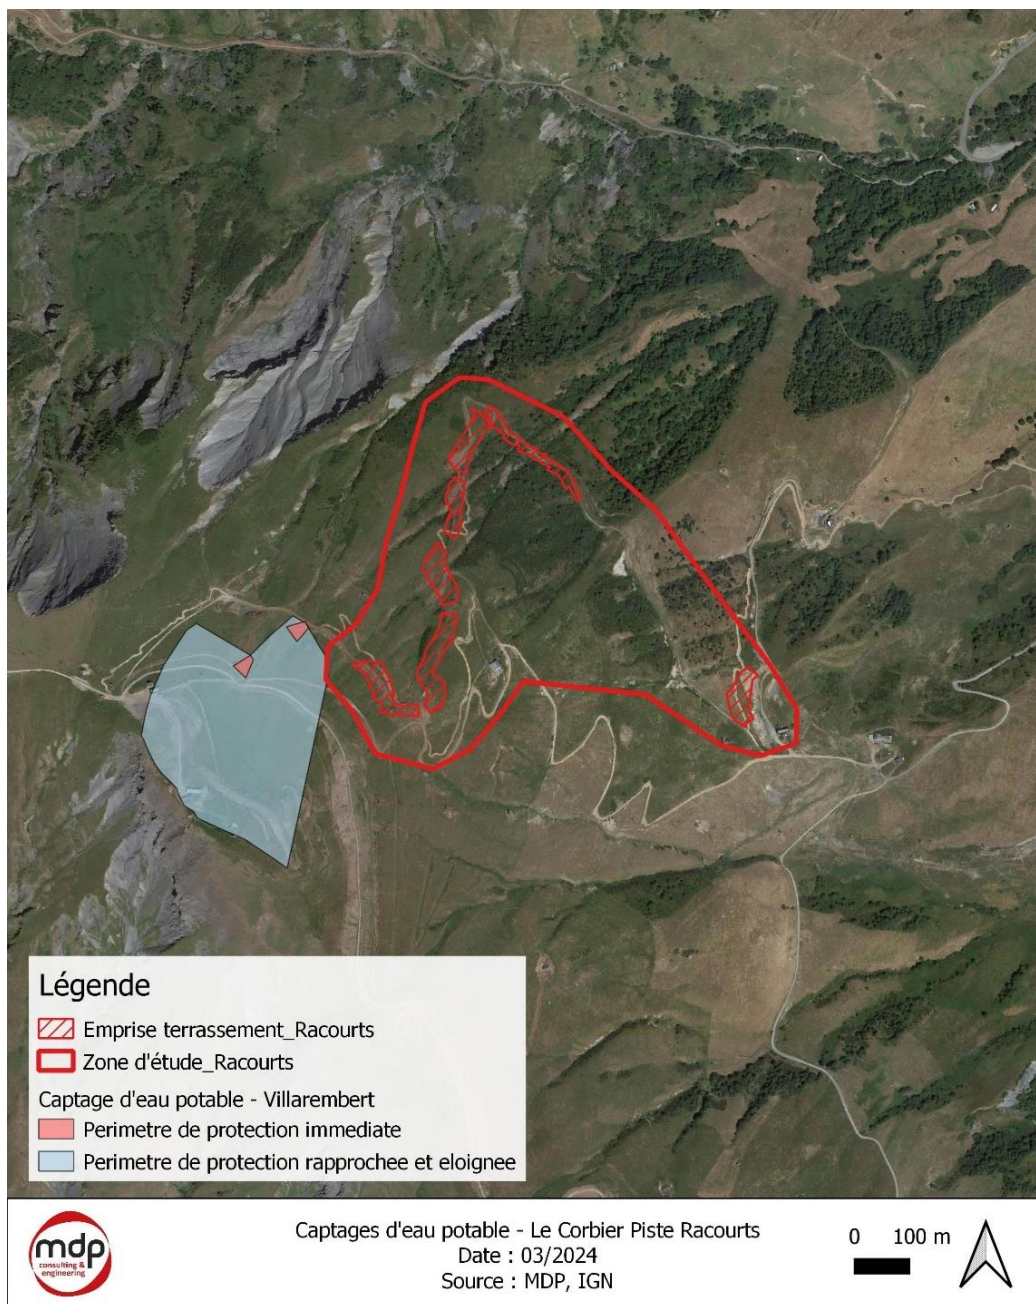 Légende
Emprise terrassement_Racourts
Zone d'étude_Racourts
Captage d'eau potable - Villarembert
Perimetre de protection immediate
Perimetre de protection rapprochee et eloignee
mdp
consulting &
engineering
Captages d'eau potable - Le Corbier Piste Racourts
Date : 03/2024
Source : MDP, IGN
0 100 m